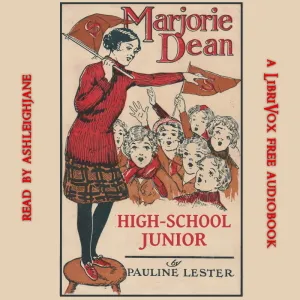 Marjorie
Dean
S
S
HIGH-SCHOOL
JUNIOR
By
PAULINE LESTER
READ BY ASHLEIGHJANE
A LIBRIVOX FREE AUDIOBOOK